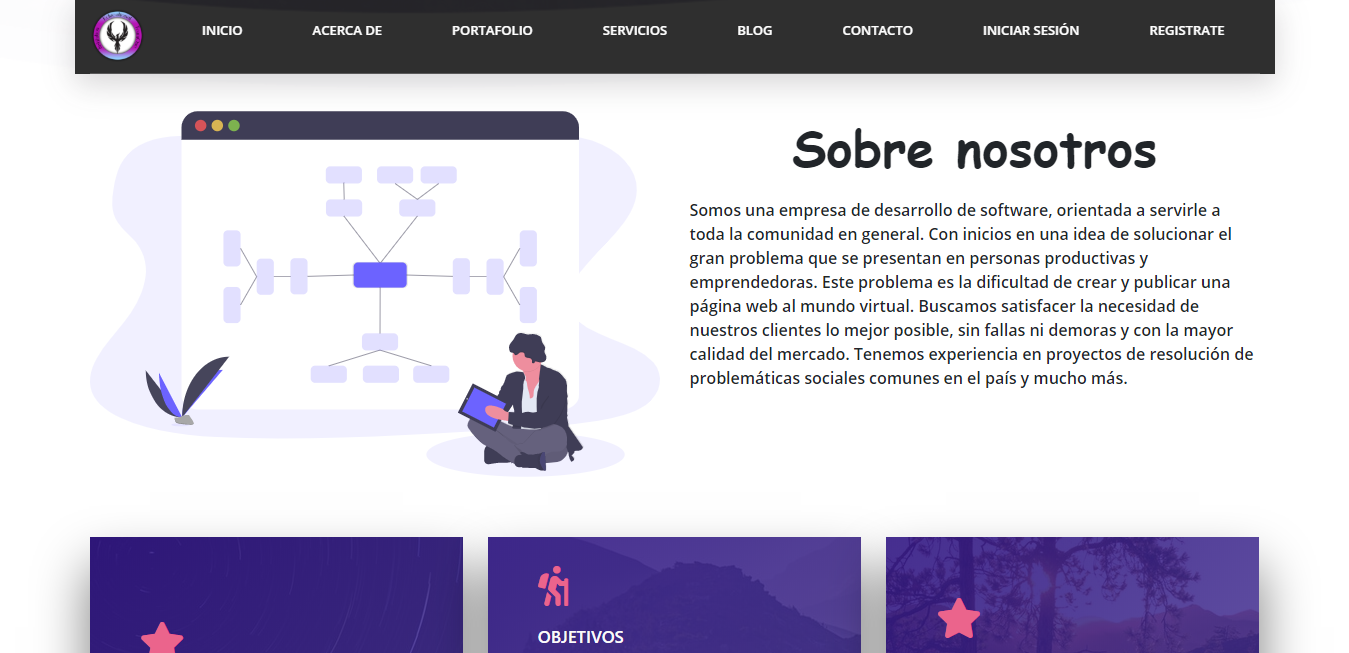 INICIO ACERCA DE PORTAFOLIO SERVICIOS BLOG CONTACTO INICIAR SESIÓN REGISTRATE
Sobre nosotros
Somos una empresa de desarrollo de software, orientada a servirle a
toda la comunidad en general. Con inicios en una idea de solucionar el
gran problema que se presentan en personas productivas y
emprendedoras. Este problema es la dificultad de crear y publicar una
página web al mundo virtual. Buscamos satisfacer la necesidad de
nuestros clientes lo mejor posible, sin fallas ni demoras y con la mayor
calidad del mercado. Tenemos experiencia en proyectos de resolución de
problemáticas sociales comunes en el país y mucho más.
OBJETIVOS